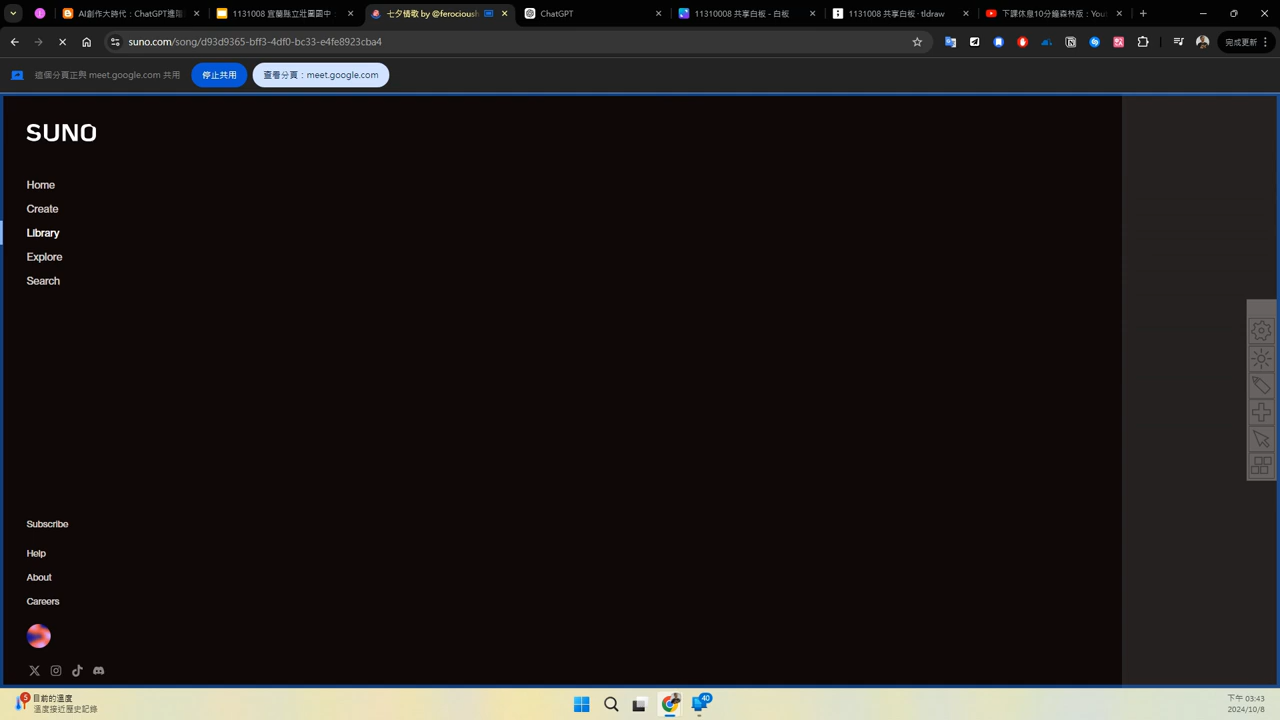 AI創作大時代：ChatGPT進階
1131008 宜蘭縣立壯圍國中：
七夕情歌 by @ferociousb
ChatGPT
1131008 共享白板 - 白板
1131008 共享白板 · tldraw
下課休息10分鐘森林版：You
suno.com/song/d93d9365-bff3-4df0-bc33-e4fe8923cba4
完成更新
這個分頁正與 meet.google.com 共用
停止共用
查看分頁：meet.google.com
SUNO
Home
Create
Library
Explore
Search
Subscribe
Help
About
Careers
5
目前的溫度
溫度接近歷史記錄
40
下午 03:43
2024/10/8